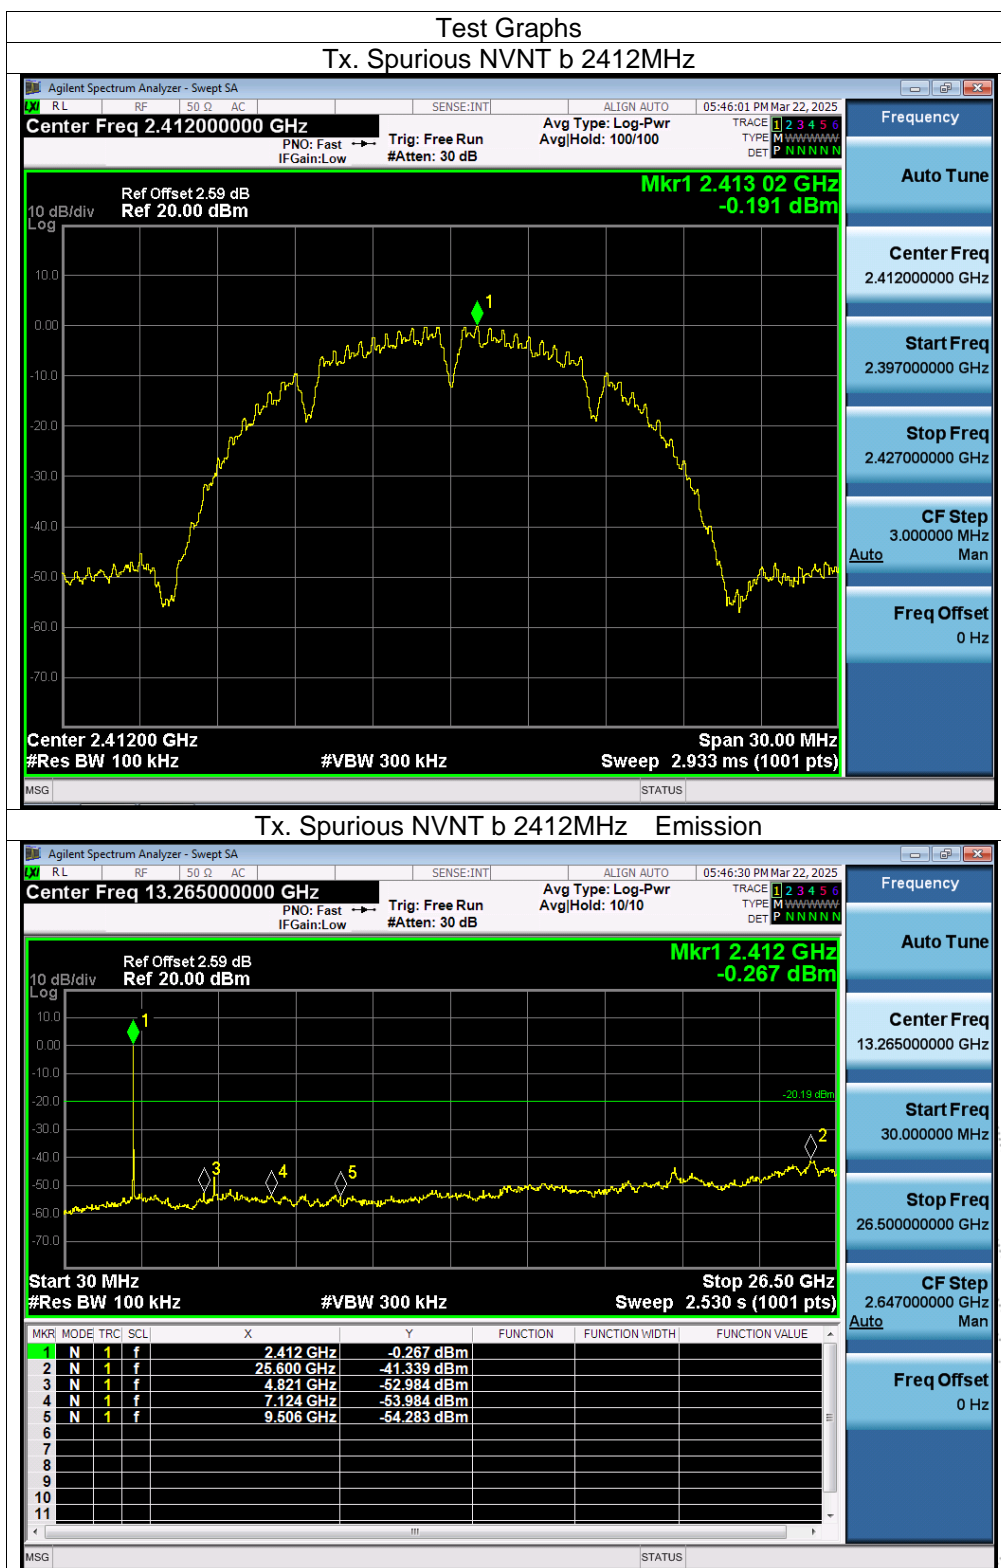 Test Graphs
Tx. Spurious NVNT b 2412MHz
Agilent Spectrum Analyzer - Swept SA
LXI RL RF 50 Ω AC SENSE:INT ALIGN AUTO 05:46:01 PM Mar 22, 2025
Center Freq 2.412000000 GHz
PNO: Fast
IFGain:Low
Trig: Free Run
#Atten: 30 dB
Avg Type: Log-Pwr
Avg|Hold: 100/100
TRACE 1 2 3 4 5 6
TYPE M WWWWW
DET P N N N N N
Frequency
Auto Tune
Center Freq
2.412000000 GHz
Start Freq
2.397000000 GHz
Stop Freq
2.427000000 GHz
CF Step
3.000000 MHz
Auto Man
Freq Offset
0 Hz
Mkr1 2.413 02 GHz
-0.191 dBm
Ref Offset 2.59 dB
10 dB/div Ref 20.00 dBm
Log
10.0
0.00
-10.0
-20.0
-30.0
-40.0
-50.0
-60.0
-70.0
1
Center 2.41200 GHz Span 30.00 MHz
#Res BW 100 kHz #VBW 300 kHz Sweep 2.933 ms (1001 pts)
MSG STATUS
Tx. Spurious NVNT b 2412MHz Emission
Agilent Spectrum Analyzer - Swept SA
LXI RL RF 50 Ω AC SENSE:INT ALIGN AUTO 05:46:30 PM Mar 22, 2025
Center Freq 13.265000000 GHz
PNO: Fast
IFGain:Low
Trig: Free Run
#Atten: 30 dB
Avg Type: Log-Pwr
Avg|Hold: 10/10
TRACE 1 2 3 4 5 6
TYPE M WWWWW
DET P N N N N N
Frequency
Auto Tune
Center Freq
13.265000000 GHz
Start Freq
30.000000 MHz
Stop Freq
26.500000000 GHz
CF Step
2.647000000 GHz
Auto Man
Freq Offset
0 Hz
Mkr1 2.412 GHz
-0.267 dBm
Ref Offset 2.59 dB
10 dB/div Ref 20.00 dBm
Log
10.0
0.00
-10.0
-20.0
-30.0
-40.0
-50.0
-60.0
-70.0
1
-20.19 dBm
2
3
4
5
Start 30 MHz Stop 26.50 GHz
#Res BW 100 kHz #VBW 300 kHz Sweep 2.530 s (1001 pts)
MKR MODE TRC SCL X Y FUNCTION FUNCTION WIDTH FUNCTION VALUE
1 N 1 f 2.412 GHz -0.267 dBm
2 N 1 f 25.600 GHz -41.339 dBm
3 N 1 f 4.821 GHz -52.984 dBm
4 N 1 f 7.124 GHz -53.984 dBm
5 N 1 f 9.506 GHz -54.283 dBm
6
7
8
9
10
11
MSG STATUS